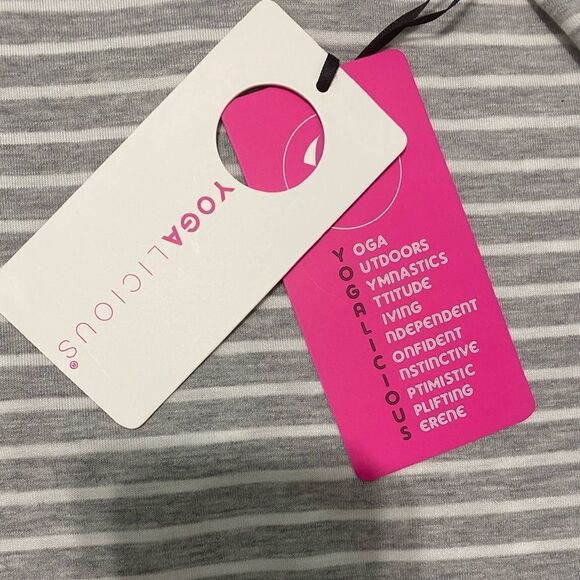 YOGALICIOUS®
YOGA
OUTDOORS
GYMNASTICS
ATTITUDE
LIVING
INDEPENDENT
CONFIDENT
INSTINCTIVE
OPTIMISTIC
UPLIFTING
SERENE